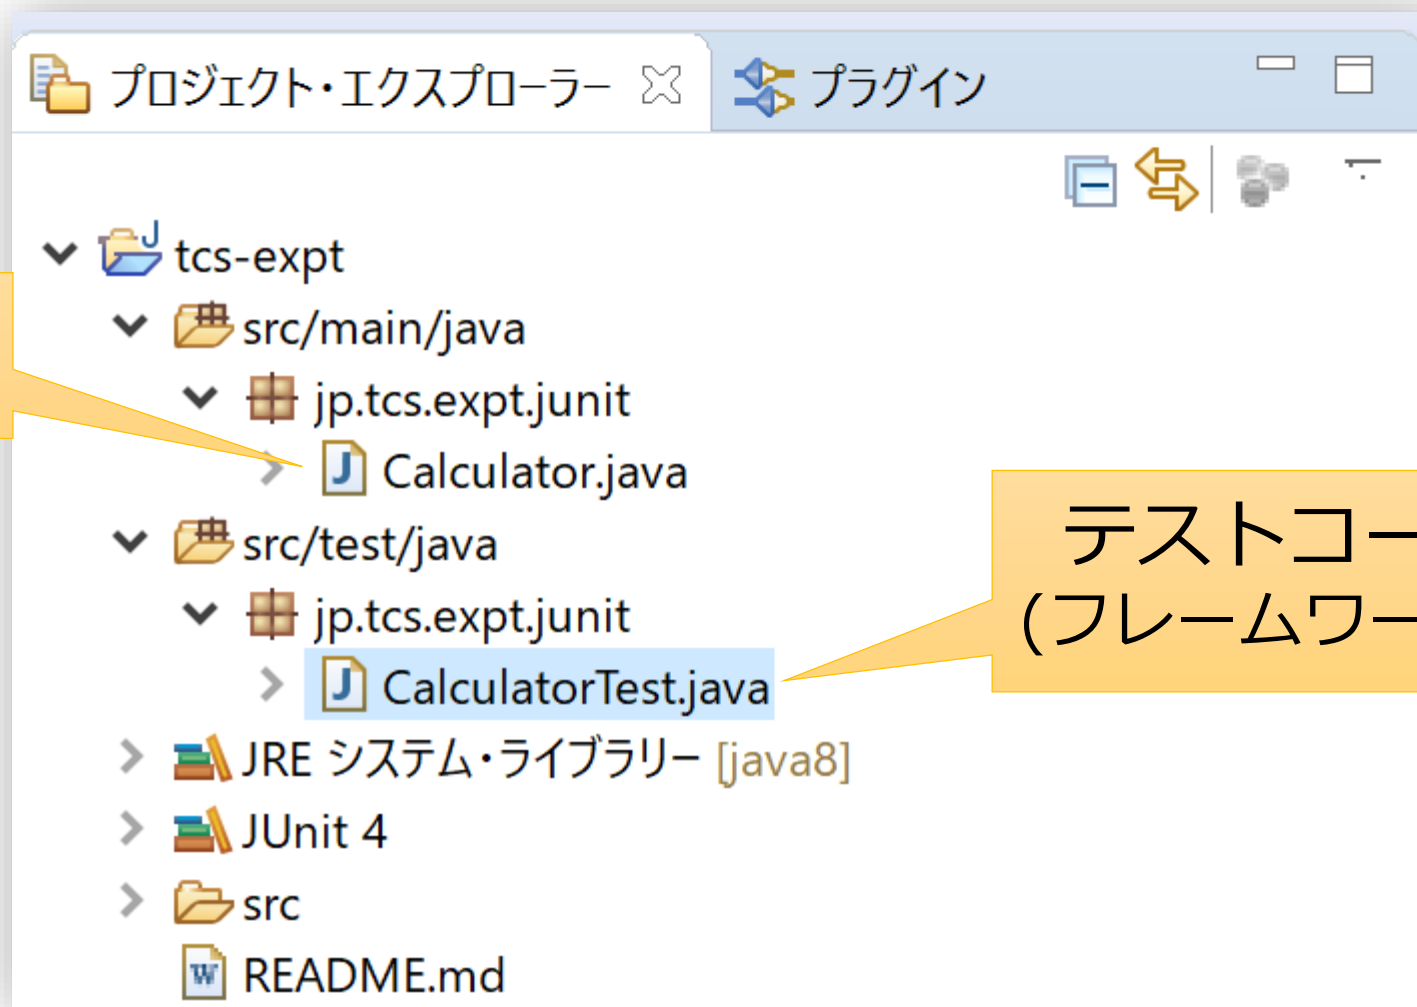 プロジェクト・エクスプローラー プラグイン
tcs-expt
src/main/java
jp.tcs.expt.junit
Calculator.java
src/test/java
jp.tcs.expt.junit
CalculatorTest.java
JRE システム・ライブラリー [java8]
JUnit 4
src
README.md
テストコー
(フレームワー